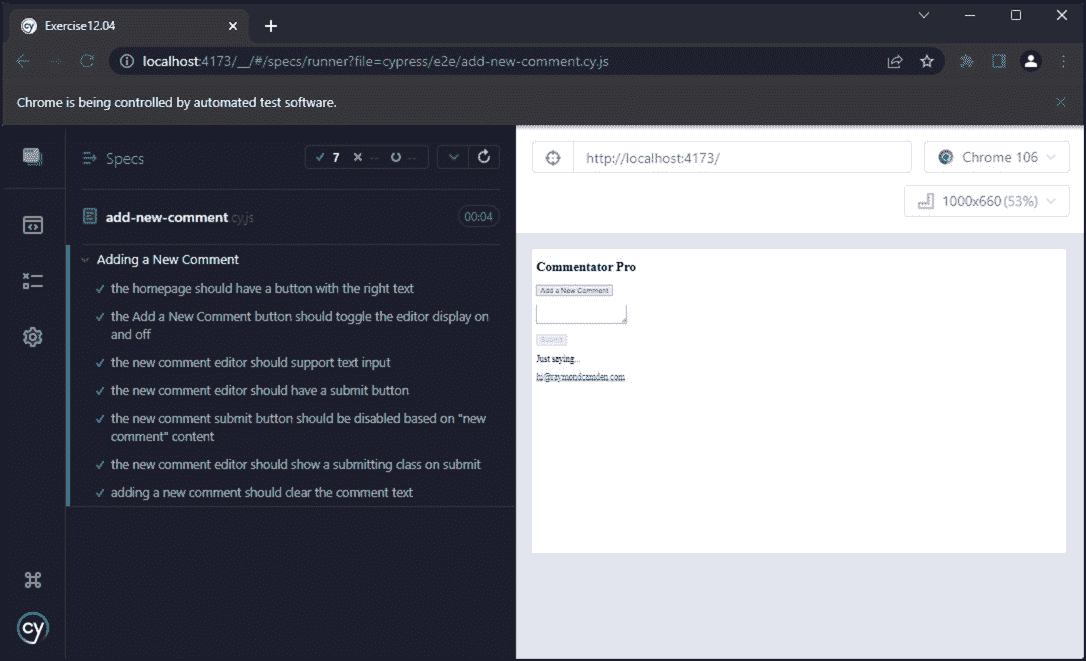 Exercise12.04
localhost:4173/__/#/specs/runner?file=cypress/e2e/add-new-comment.cy.js
Chrome is being controlled by automated test software.
Specs
7 -- --
http://localhost:4173/
Chrome 106
1000x660 (53%)
add-new-comment.cy.js
00:04
Adding a New Comment
the homepage should have a button with the right text
the Add a New Comment button should toggle the editor display on
and off
the new comment editor should support text input
the new comment editor should have a submit button
the new comment submit button should be disabled based on "new
comment" content
the new comment editor should show a submitting class on submit
adding a new comment should clear the comment text
cy
Commentator Pro
Add a New Comment
Submit
Just saying...